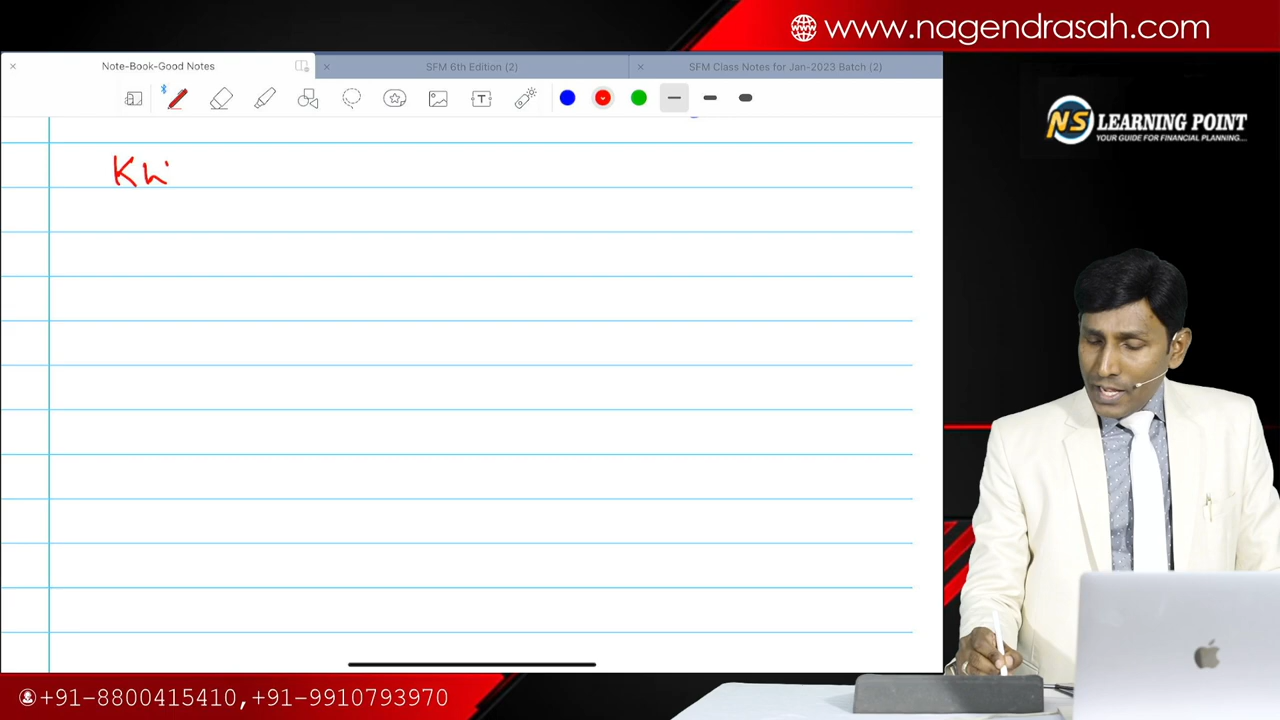 www.nagendrasah.com
Note-Book-Good Notes
SFM 6th Edition (2)
SFM Class Notes for Jan-2023 Batch (2)
T
NS LEARNING POINT
YOUR GUIDE FOR FINANCIAL PLANNING....
Khi
+91-8800415410,+91-9910793970